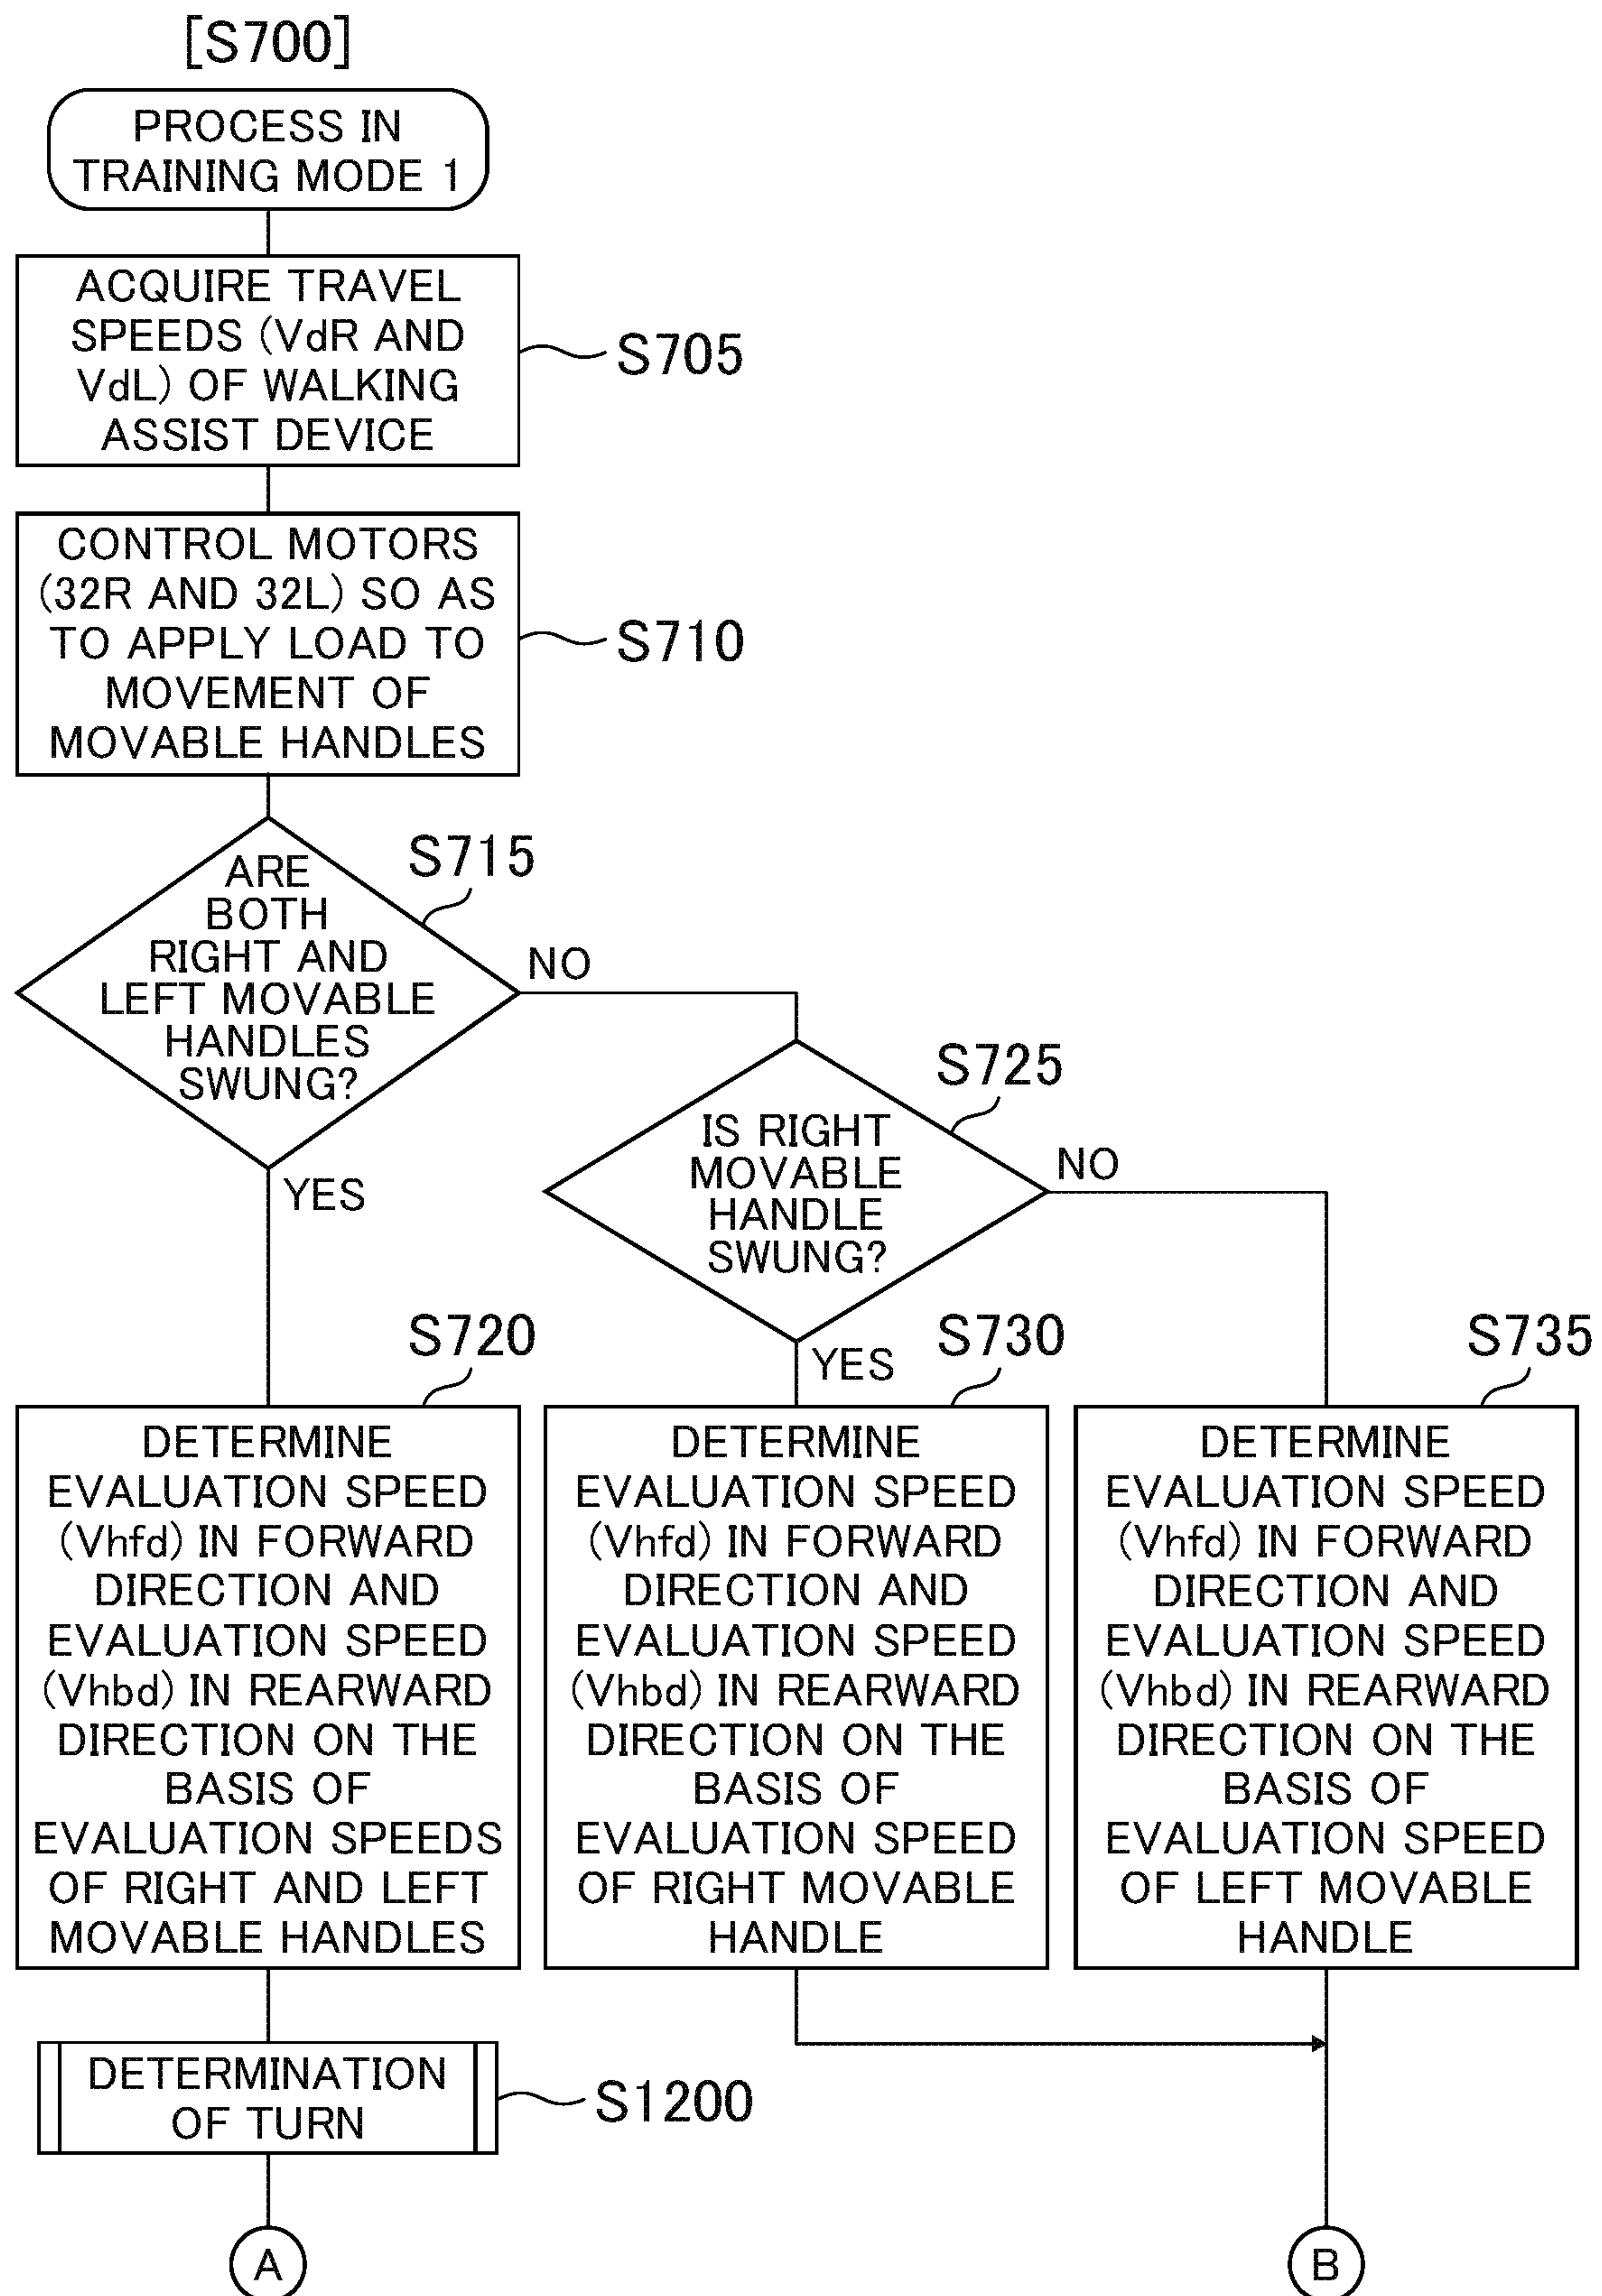 [S700]
PROCESS IN
TRAINING MODE 1
ACQUIRE TRAVEL
SPEEDS (VdR AND
VdL) OF WALKING
ASSIST DEVICE
S705
CONTROL MOTORS
(32R AND 32L) SO AS
TO APPLY LOAD TO
MOVEMENT OF
MOVABLE HANDLES
S710
ARE
BOTH
RIGHT AND
LEFT MOVABLE
HANDLES
SWUNG?
S715
NO
YES
IS RIGHT
MOVABLE
HANDLE
SWUNG?
S725
NO
YES
S720
DETERMINE
EVALUATION SPEED
(Vhfd) IN FORWARD
DIRECTION AND
EVALUATION SPEED
(Vhbd) IN REARWARD
DIRECTION ON THE
BASIS OF
EVALUATION SPEEDS
OF RIGHT AND LEFT
MOVABLE HANDLES
S730
DETERMINE
EVALUATION SPEED
(Vhfd) IN FORWARD
DIRECTION AND
EVALUATION SPEED
(Vhbd) IN REARWARD
DIRECTION ON THE
BASIS OF
EVALUATION SPEED
OF RIGHT MOVABLE
HANDLE
S735
DETERMINE
EVALUATION SPEED
(Vhfd) IN FORWARD
DIRECTION AND
EVALUATION SPEED
(Vhbd) IN REARWARD
DIRECTION ON THE
BASIS OF
EVALUATION SPEED
OF LEFT MOVABLE
HANDLE
DETERMINATION
OF TURN
S1200
A
B